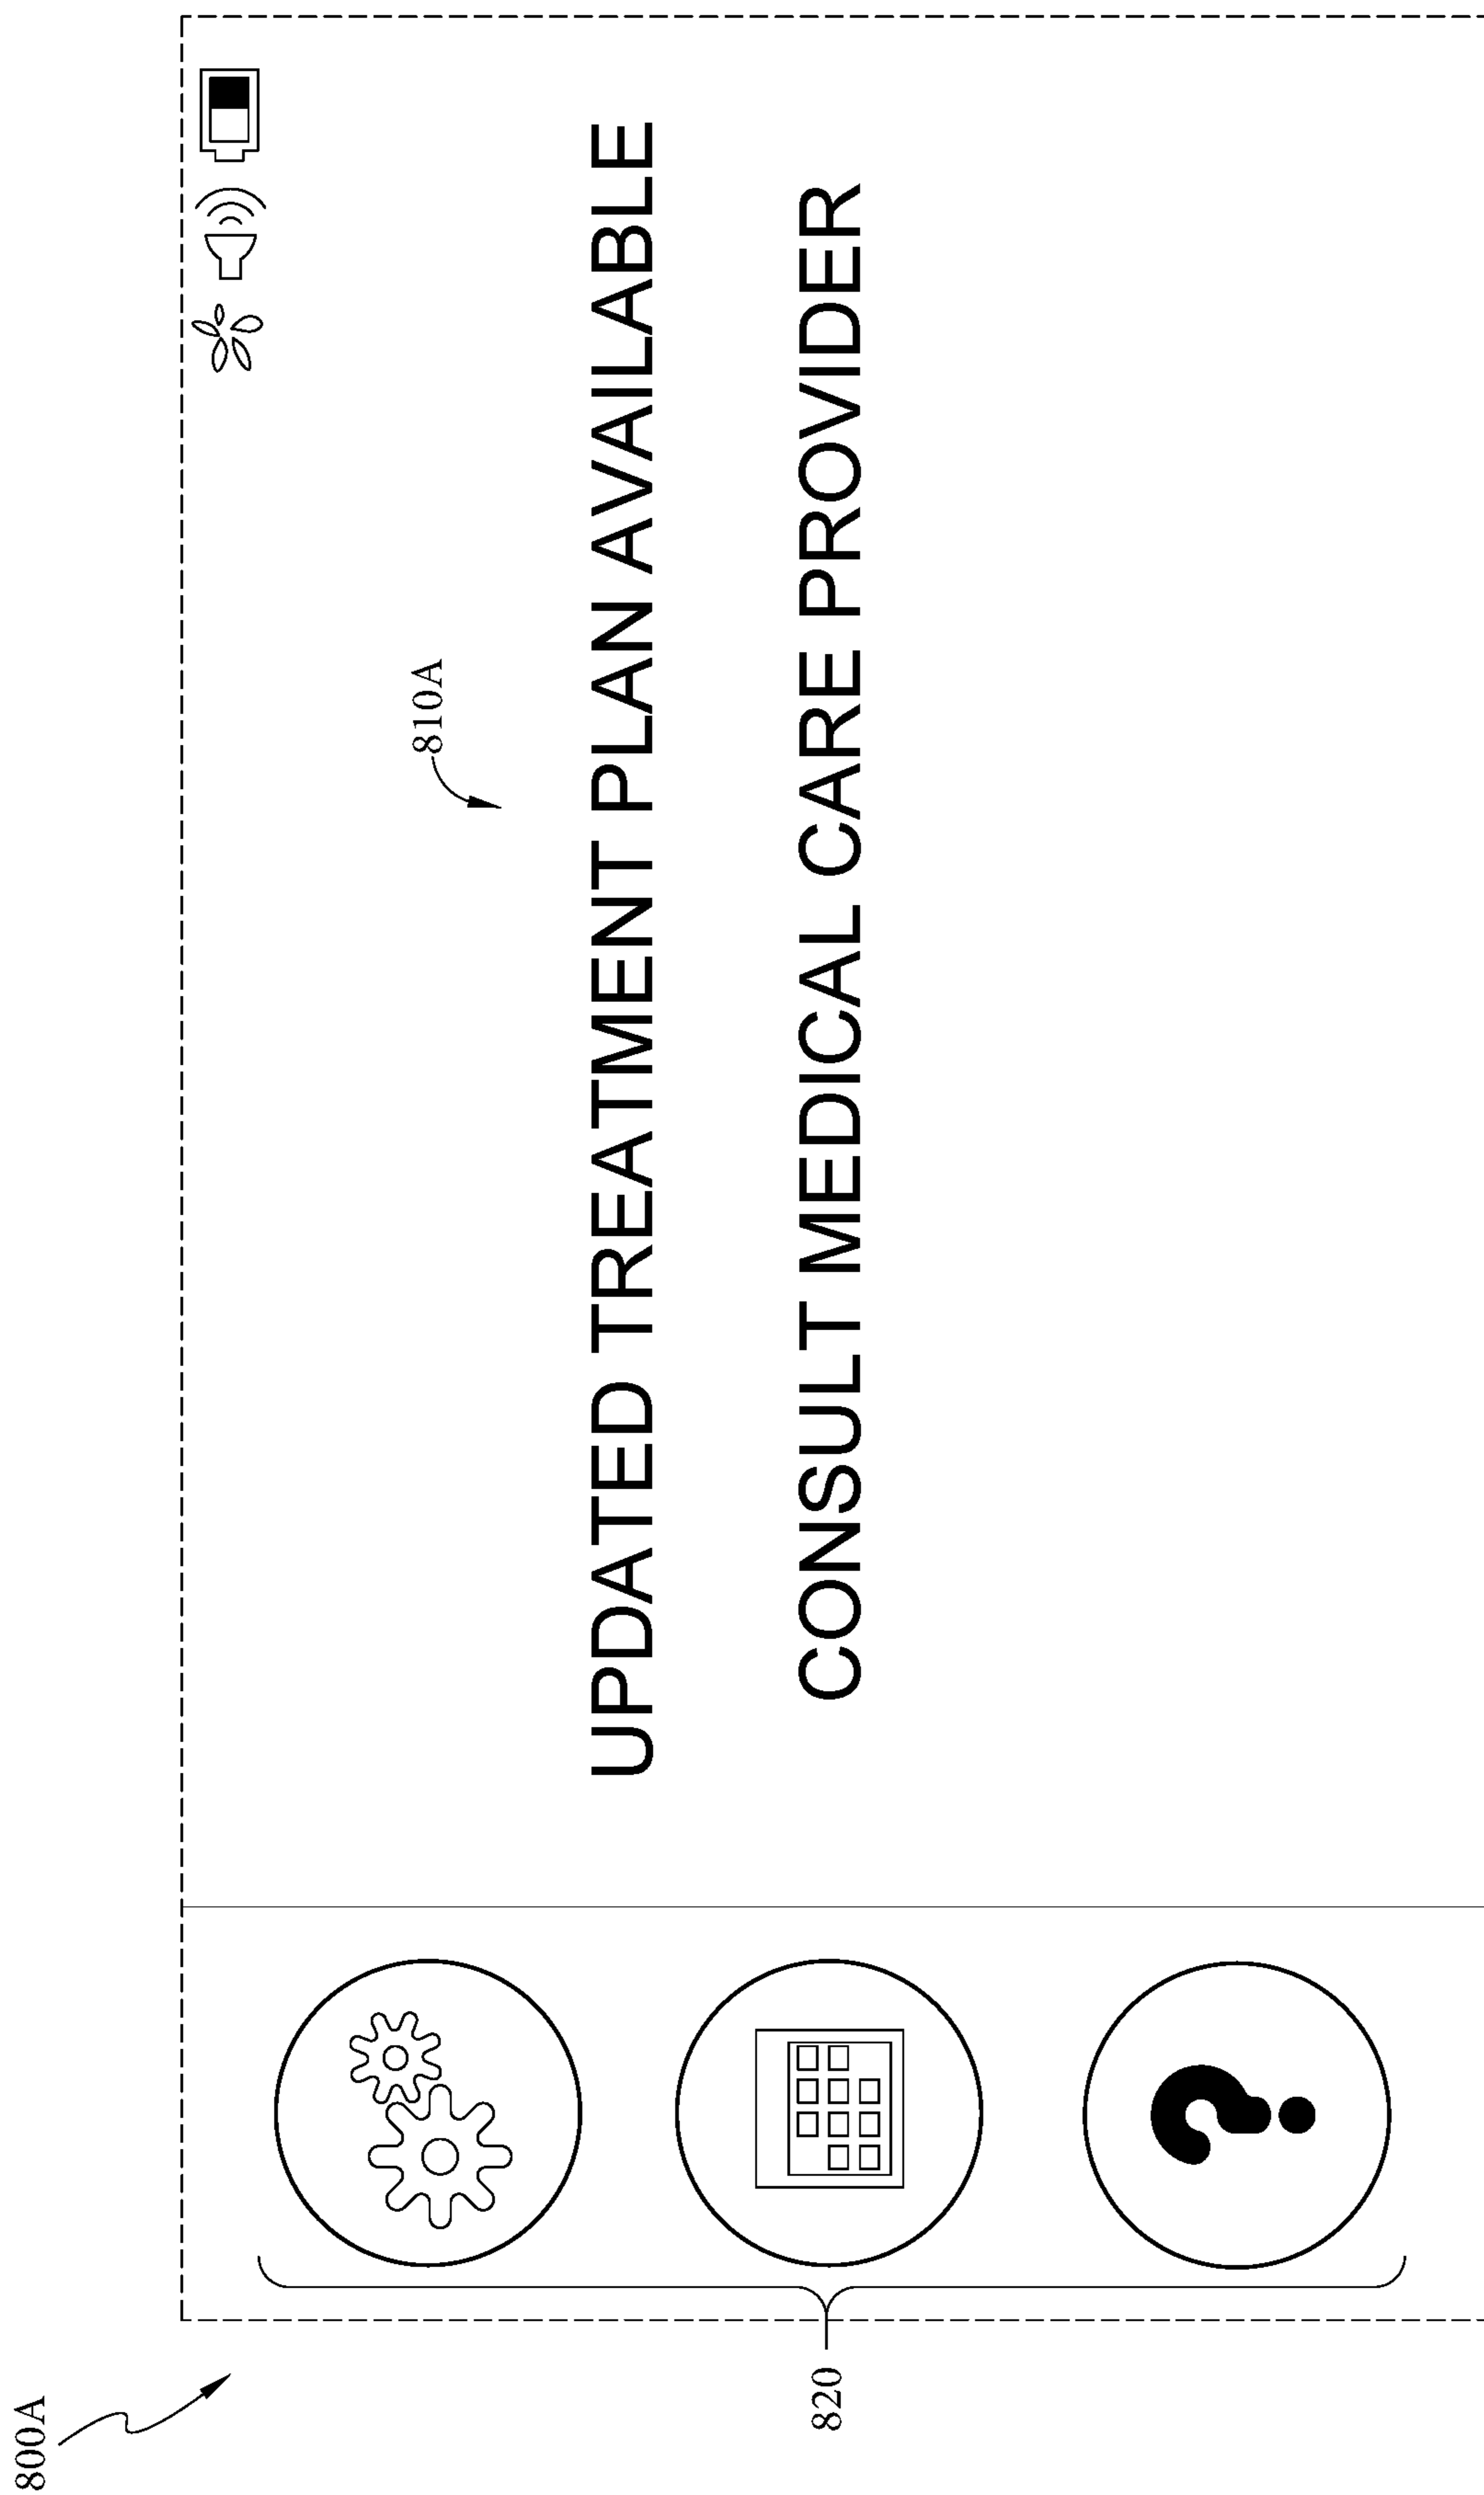 810A
UPDATED TREATMENT PLAN AVAILABLE
CONSULT MEDICAL CARE PROVIDER
?
800A
820